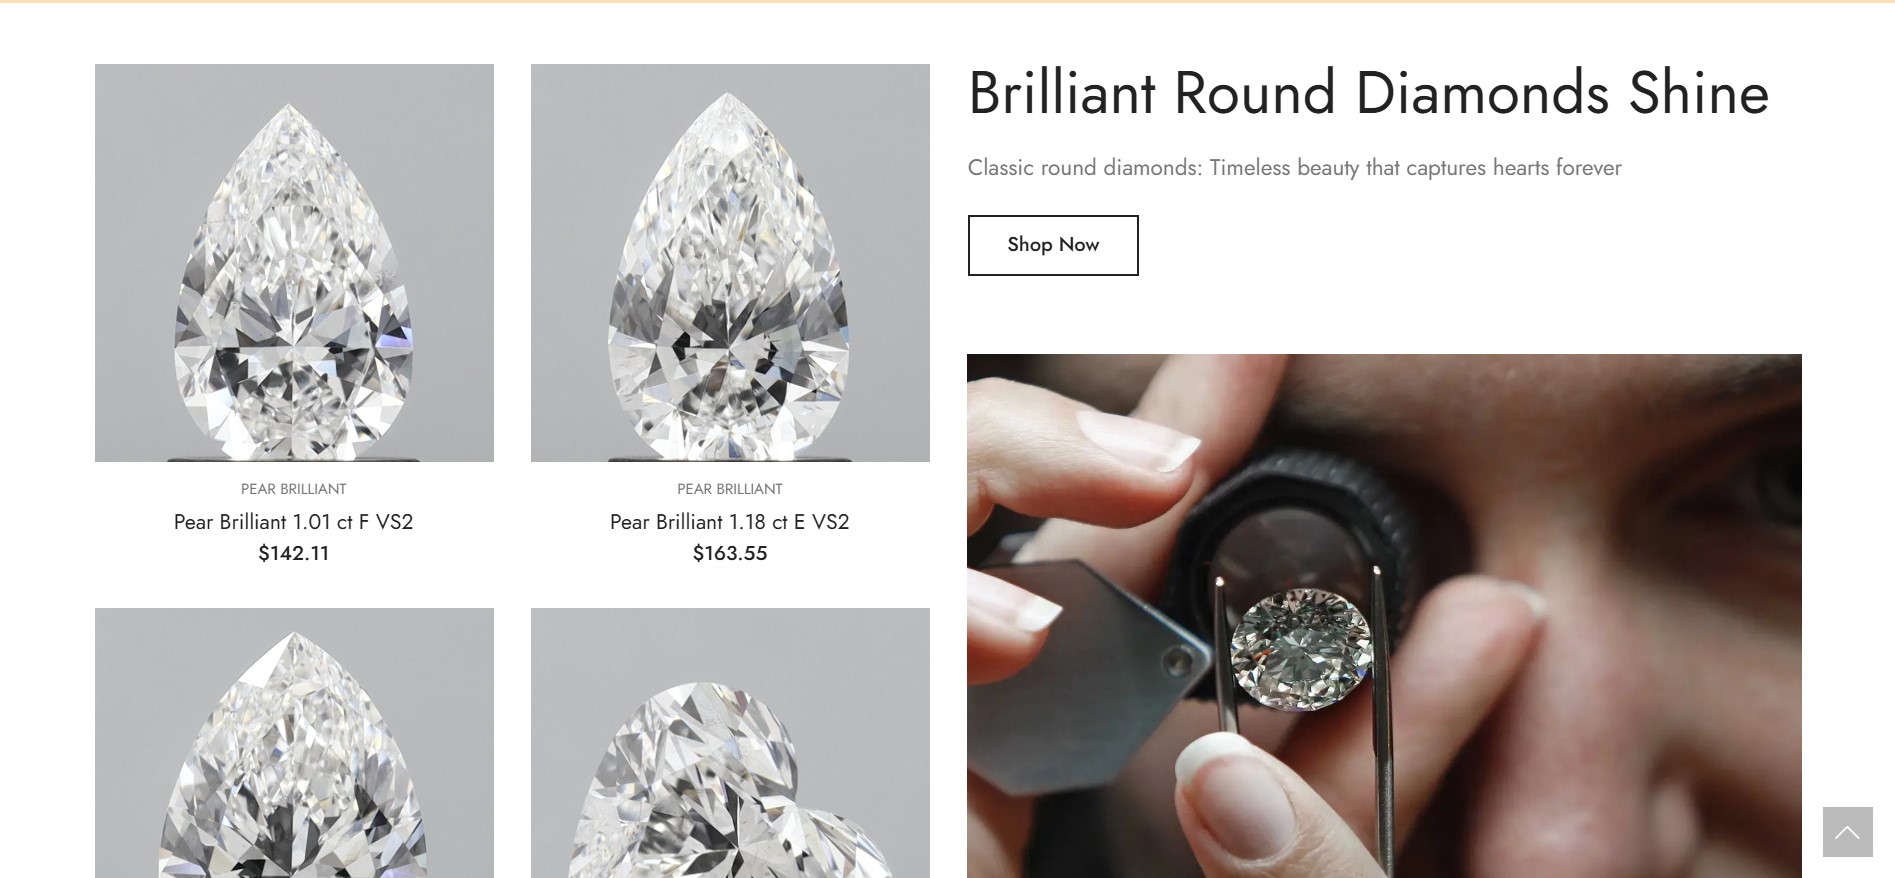 Brilliant Round Diamonds Shine
Classic round diamonds: Timeless beauty that captures hearts forever
Shop Now
PEAR BRILLIANT
Pear Brilliant 1.01 ct F VS2
$142.11
PEAR BRILLIANT
Pear Brilliant 1.18 ct E VS2
$163.55